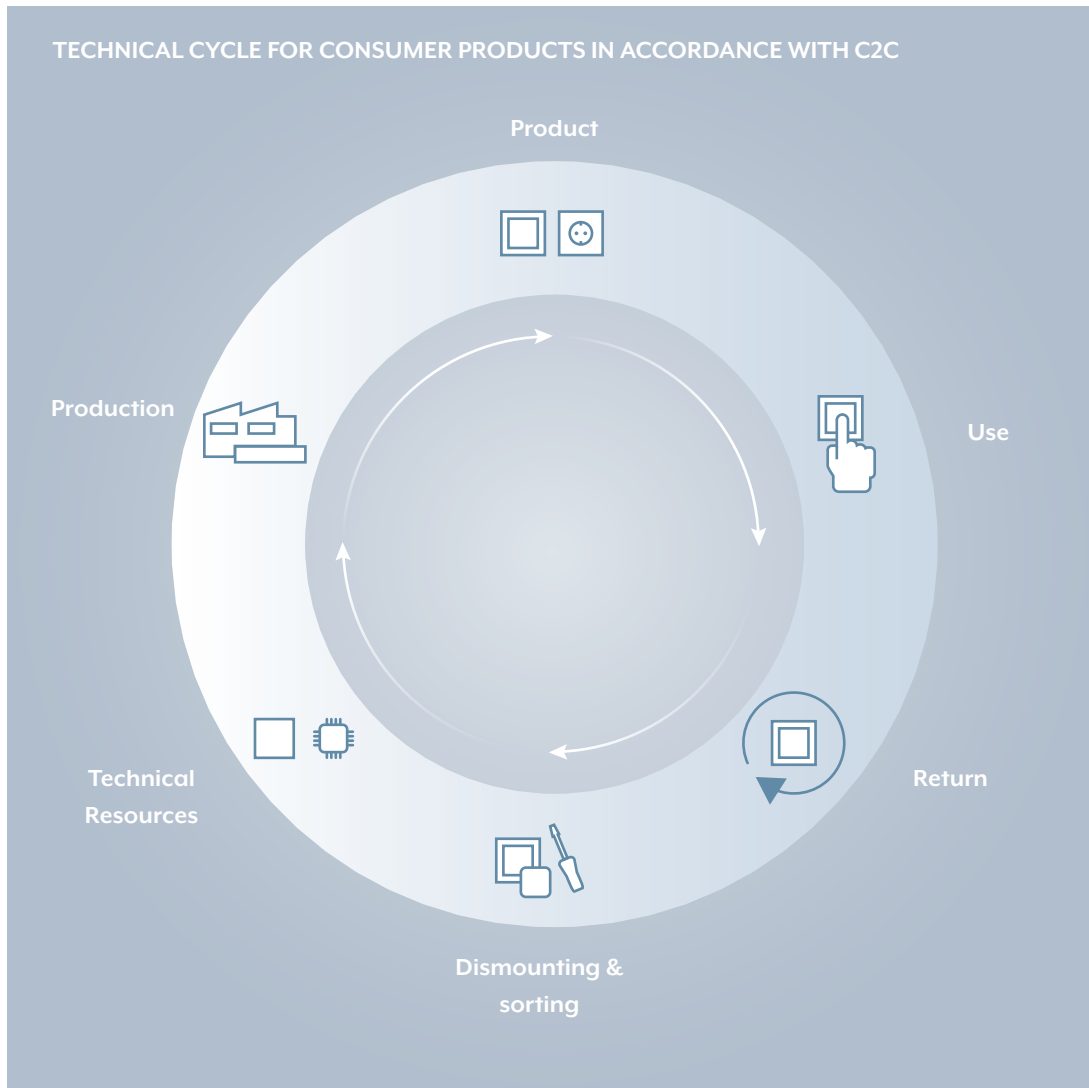 TECHNICAL CYCLE FOR CONSUMER PRODUCTS IN ACCORDANCE WITH C2C
Product
Production
Use
Technical
Resources
Return
Dismounting &
sorting